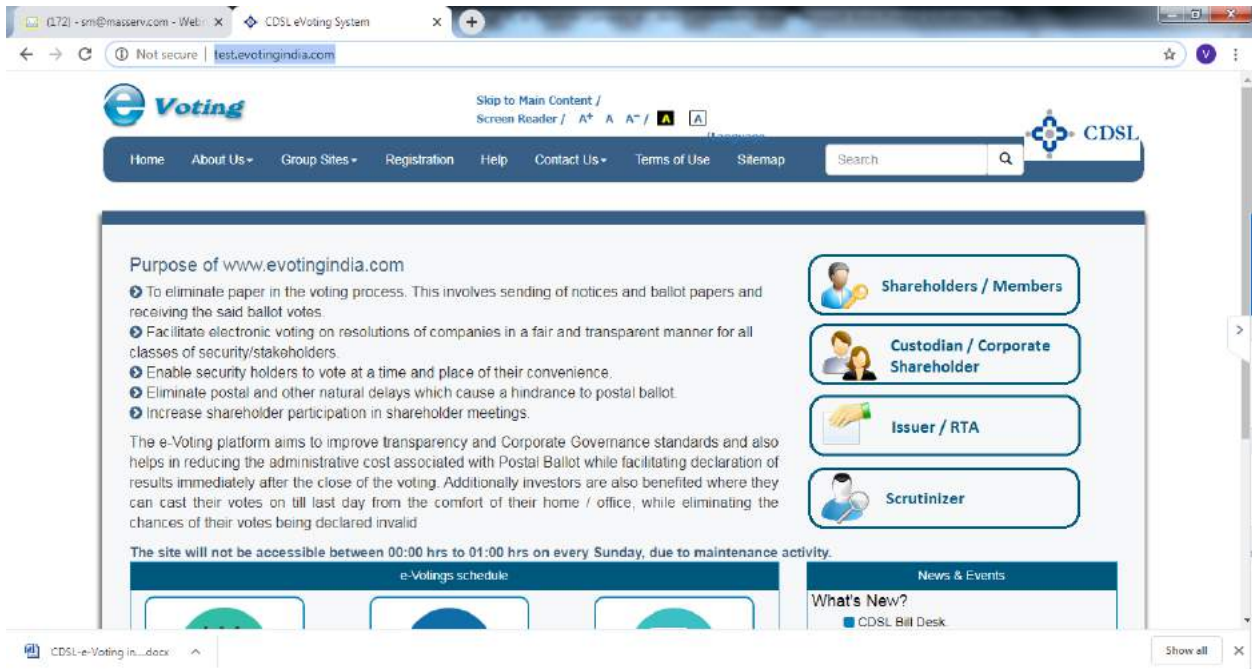 (172) - sm@masserv.com - Web
CDSL eVoting System
Not secure | test.evotingindia.com
V
e Voting
Skip to Main Content /
Screen Reader / A+ A A- / A A
CDSL
Home About Us Group Sites Registration Help Contact Us Terms of Use Sitemap Search
Purpose of www.evotingindia.com
To eliminate paper in the voting process. This involves sending of notices and ballot papers and
receiving the said ballot votes.
Facilitate electronic voting on resolutions of companies in a fair and transparent manner for all
classes of security/stakeholders.
Enable security holders to vote at a time and place of their convenience.
Eliminate postal and other natural delays which cause a hindrance to postal ballot.
Increase shareholder participation in shareholder meetings.
The e-Voting platform aims to improve transparency and Corporate Governance standards and also
helps in reducing the administrative cost associated with Postal Ballot while facilitating declaration of
results immediately after the close of the voting. Additionally investors are also benefited where they
can cast their votes on till last day from the comfort of their home / office, while eliminating the
chances of their votes being declared invalid
Shareholders / Members
Custodian / Corporate
Shareholder
Issuer / RTA
Scrutinizer
The site will not be accessible between 00:00 hrs to 01:00 hrs on every Sunday, due to maintenance activity.
e-Votings schedule
News & Events
What's New?
CDSL Bill Desk
CDSL-e-Voting in....docx
Show all